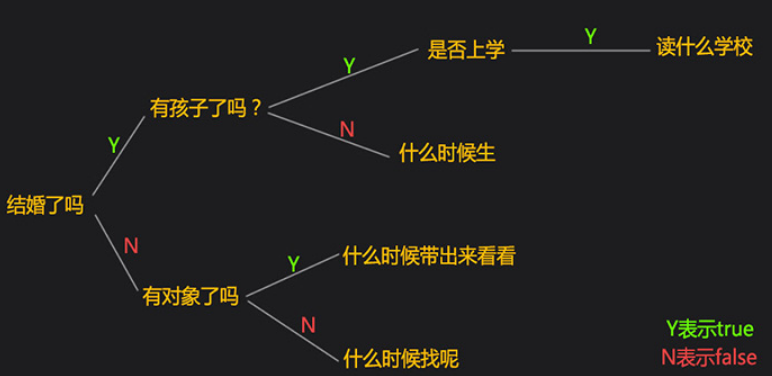 Y
是否上学
Y
读什么学校
有孩子了吗？
Y
N
什么时候生
结婚了吗
N
Y
什么时候带出来看看
有对象了吗
N
什么时候找呢
Y表示true
N表示false